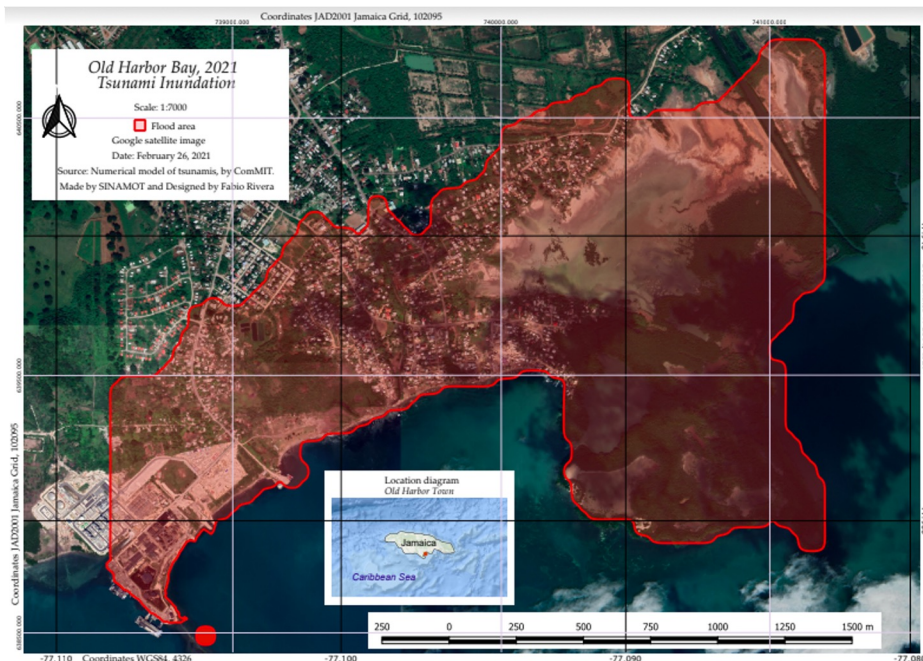 Coordinates JAD2001 Jamaica Grid, 102095
739000.000
740000.000
741000.000
Old Harbor Bay, 2021
Tsunami Inundation
Scale: 1:7000
Flood area
Google satellite image
Date: February 26, 2021
Source: Numerical model of tsunamis, by ComMIT.
Made by SINAMOT and Designed by Fabio Rivera
640500.000
639500.000
638500.000
Coordinates JAD2001 Jamaica Grid, 102095
Location diagram
Old Harbor Town
Jamaica
Caribbean Sea
250 0 250 500 750 1000 1250 1500 m
-77.110 Coordinates WGS84, 4326 -77.100 -77.090 -77.080